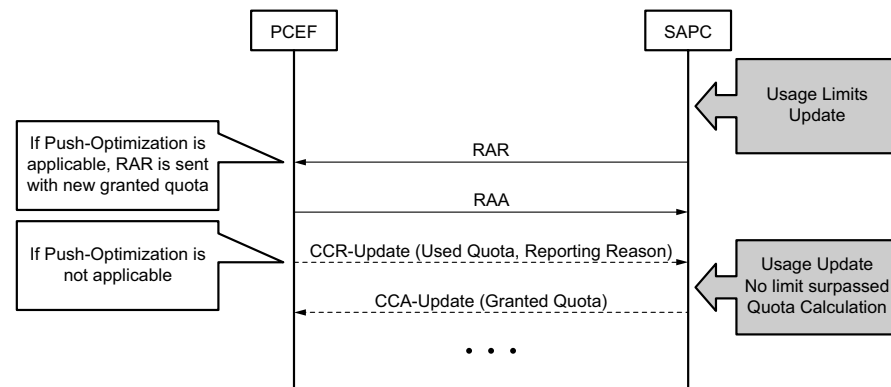 PCEF
SAPC
Usage Limits
Update
If Push-Optimization is
applicable, RAR is sent
with new granted quota
RAR
RAA
If Push-Optimization is
not applicable
CCR-Update (Used Quota, Reporting Reason)
Usage Update
No limit surpassed
Quota Calculation
CCA-Update (Granted Quota)
• • •